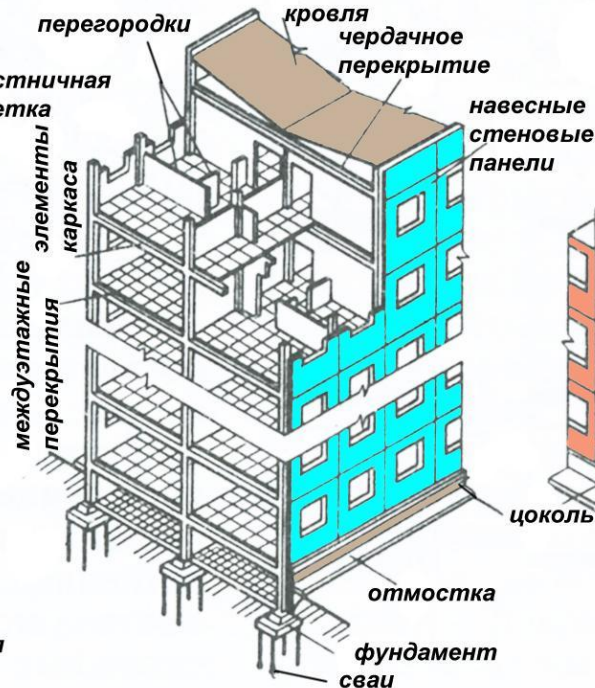 перегородки
кровля
чердачное
перекрытие
навесные
стеновые
панели
элементы
каркаса
междуэтажные
перекрытия
цоколь
отмостка
фундамент
сваи